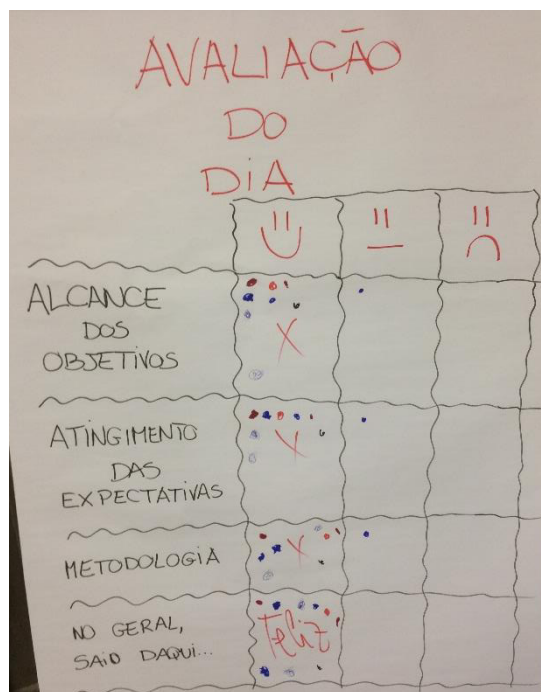 AVALIAÇÃO
DO
DIA
ALCANCE
DOS
OBJETIVOS
X
ATINGIMENTO
DAS
EXPECTATIVAS
X
METODOLOGIA
X
NO GERAL,
SAIO DAQUI...
Feliz